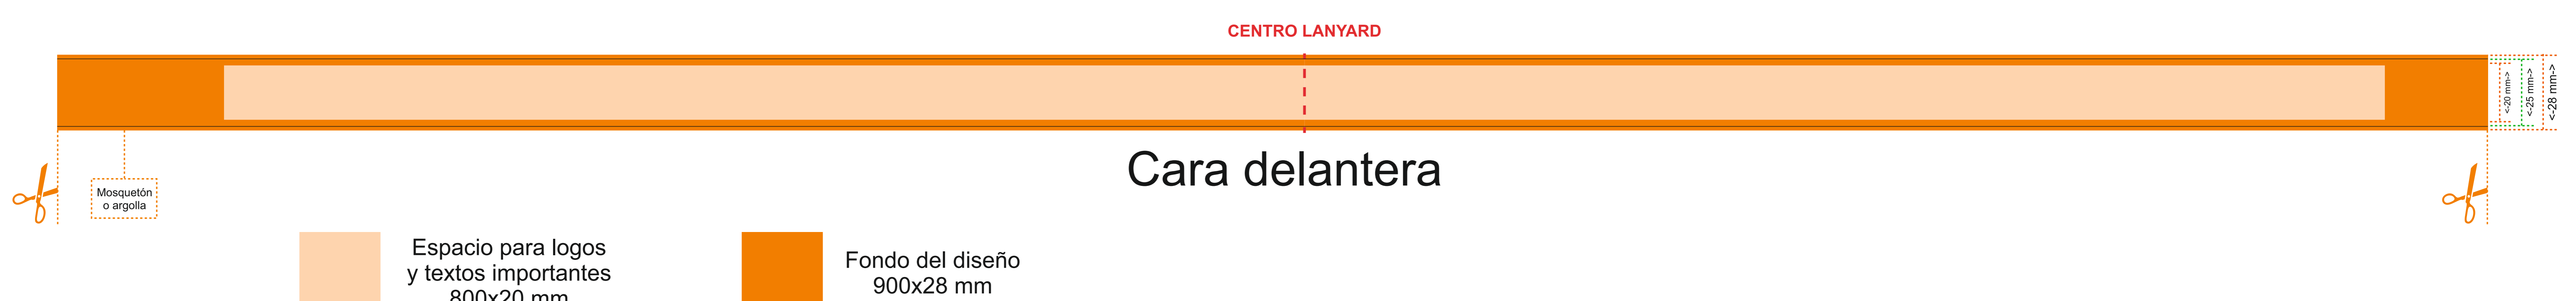 CENTRO LANYARD
<-20 mm->
<-25 mm->
<-28 mm->
Cara delantera
Mosquetón
o argolla
Espacio para logos
y textos importantes
800x20 mm
Fondo del diseño
900x28 mm